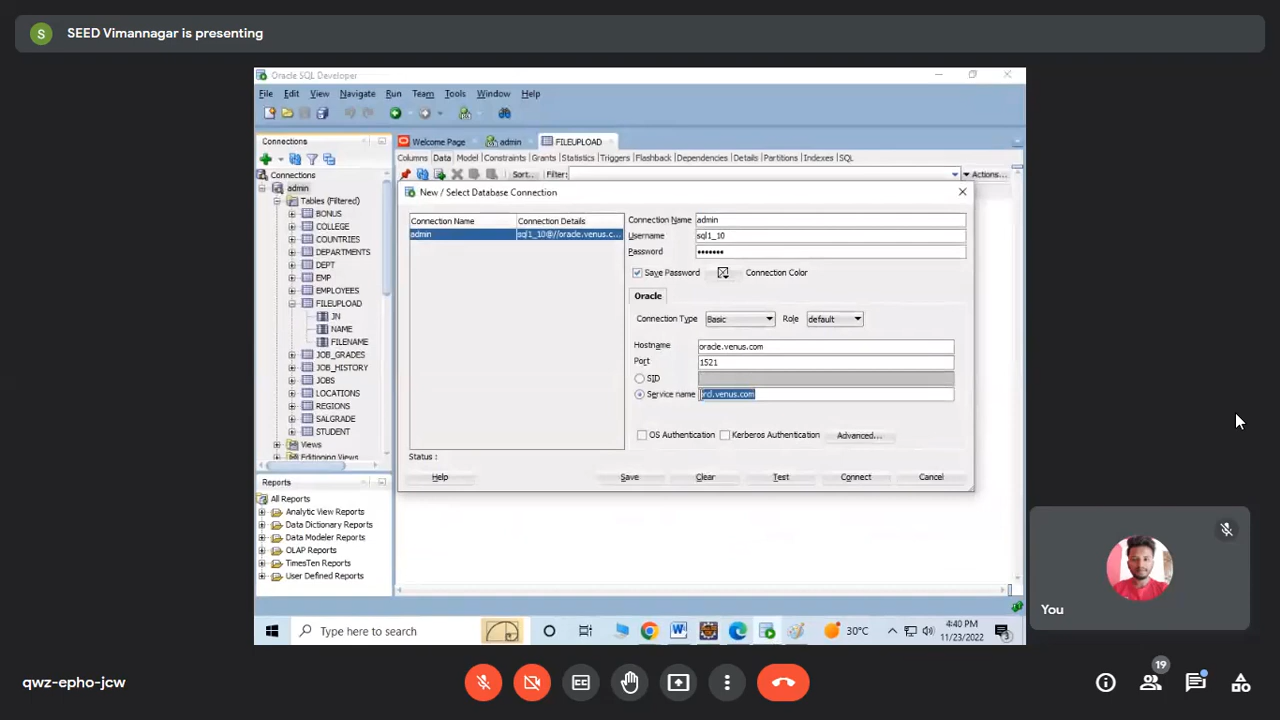 S SEED Vimannagar is presenting
Oracle SQL Developer
File Edit View Navigate Run Team Tools Window Help
Connections
Welcome Page admin FILEUPLOAD
Columns Data Model Constraints Grants Statistics Triggers Flashback Dependencies Details Partitions Indexes SQL
Sort... Filter: Actions...
Connections
admin
Tables (Filtered)
BONUS
COLLEGE
COUNTRIES
DEPARTMENTS
DEPT
EMP
EMPLOYEES
FILEUPLOAD
JN
NAME
FILENAME
JOB_GRADES
JOB_HISTORY
JOBS
LOCATIONS
REGIONS
SALGRADE
STUDENT
Views
Editioning Views
Reports
All Reports
Analytic View Reports
Data Dictionary Reports
Data Modeler Reports
OLAP Reports
TimesTen Reports
User Defined Reports
New / Select Database Connection
Connection Name Connection Details
admin sql1_10@//oracle.venus.c...
Connection Name admin
Username sql1_10
Password •••••••
Save Password Connection Color
Oracle
Connection Type Basic Role default
Hostname oracle.venus.com
Port 1521
SID
Service name orcl.venus.com
OS Authentication Kerberos Authentication Advanced...
Status :
Help Save Clear Test Connect Cancel
Type here to search
30°C
4:40 PM
11/23/2022
3
You
qwz-epho-jcw
19